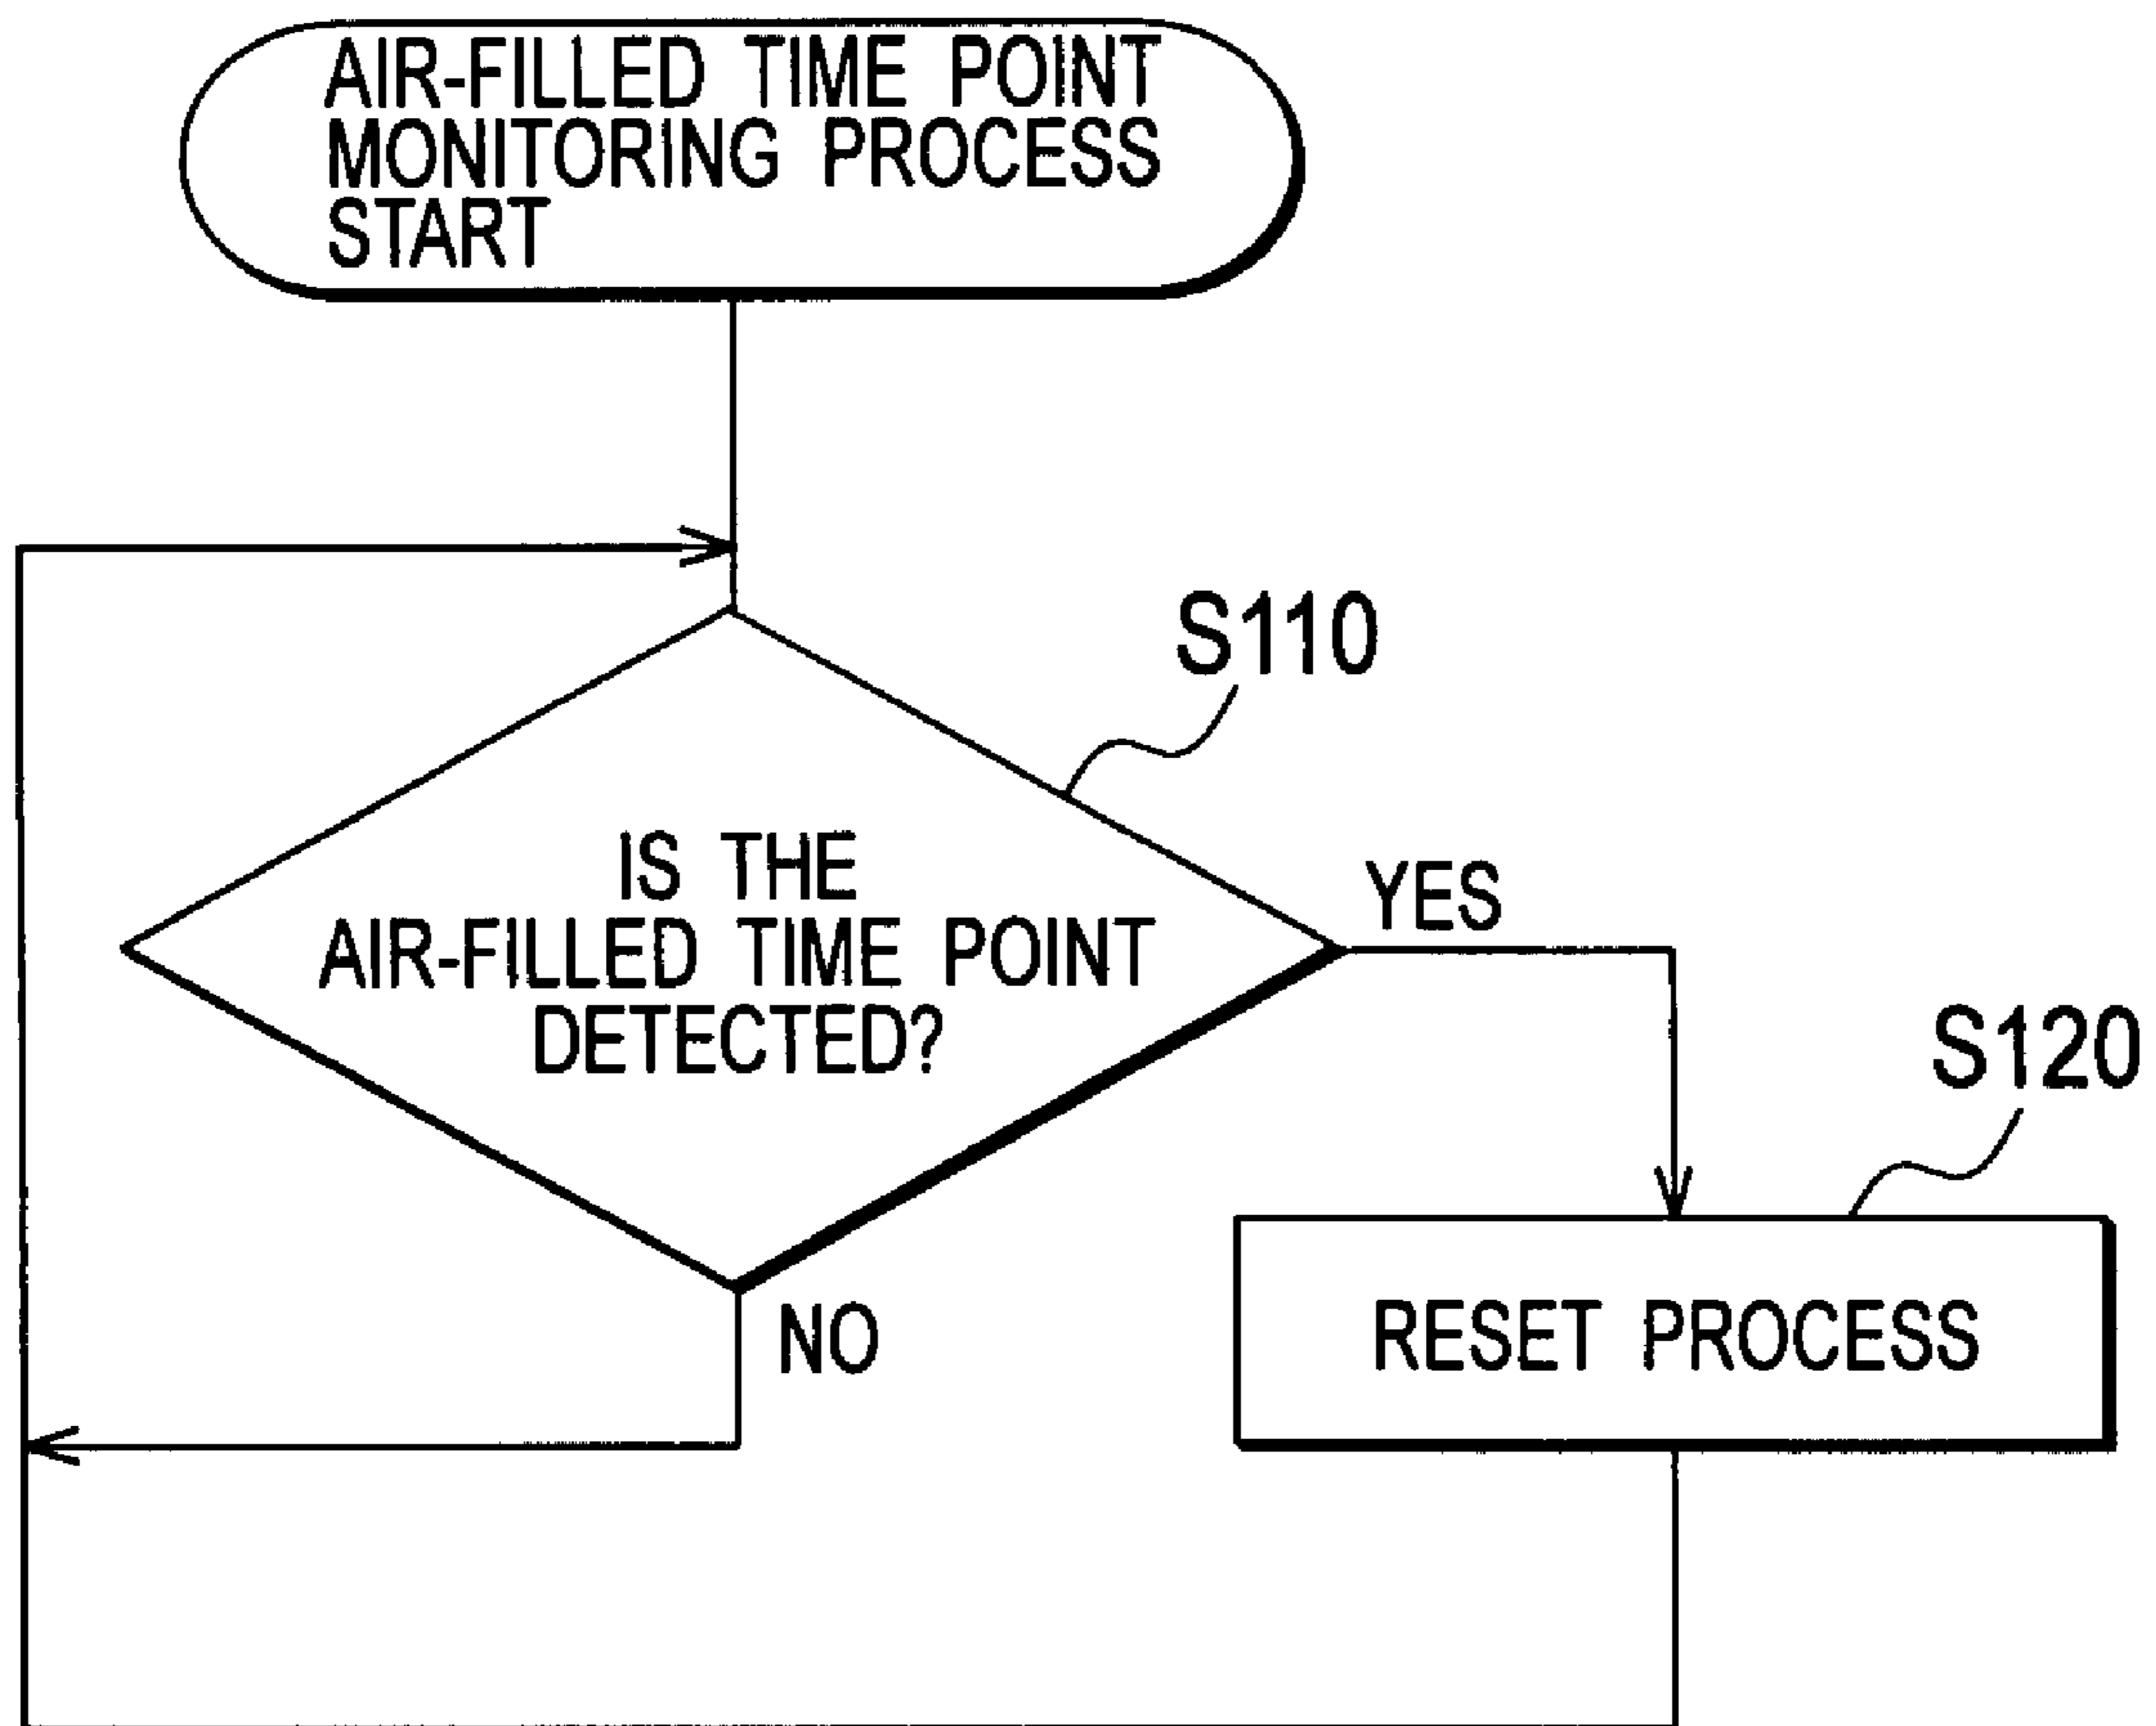 AIR-FILLED TIME POINT
MONITORING PROCESS
START
S110
IS THE
AIR-FILLED TIME POINT
DETECTED?
YES
S120
NO
RESET PROCESS